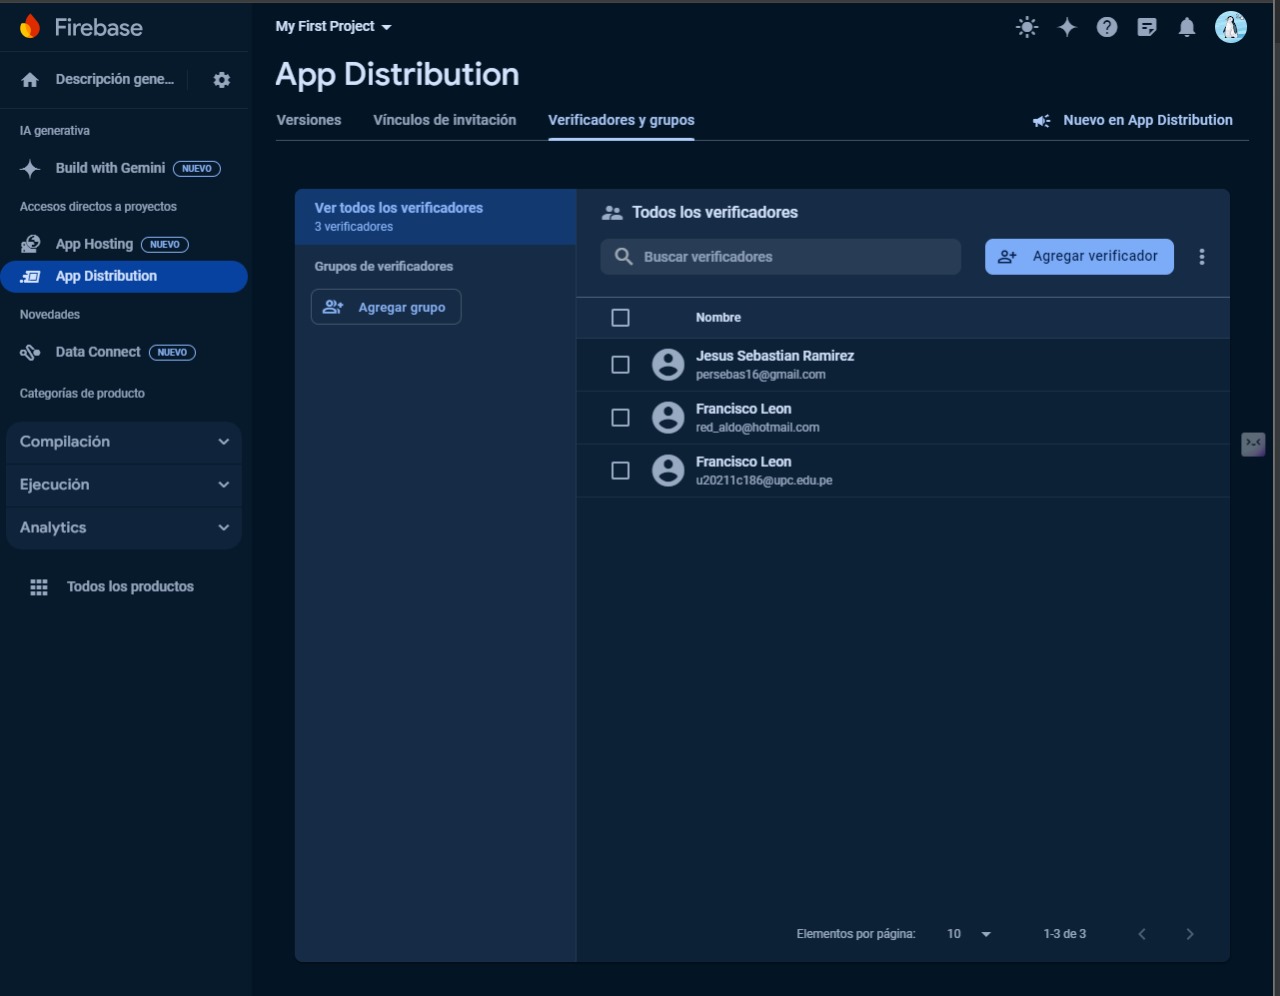 Firebase
My First Project
Descripción gene...
App Distribution
Versiones
Vínculos de invitación
Verificadores y grupos
Nuevo en App Distribution
IA generativa
Build with Gemini NUEVO
Accesos directos a proyectos
App Hosting NUEVO
App Distribution
Novedades
Data Connect NUEVO
Categorías de producto
Compilación
Ejecución
Analytics
Todos los productos
Ver todos los verificadores
3 verificadores
Grupos de verificadores
Agregar grupo
Todos los verificadores
Buscar verificadores
Agregar verificador
Nombre
Jesus Sebastian Ramirez
persebas16@gmail.com
Francisco Leon
red_aldo@hotmail.com
Francisco Leon
u20211c186@upc.edu.pe
Elementos por página: 10 1-3 de 3